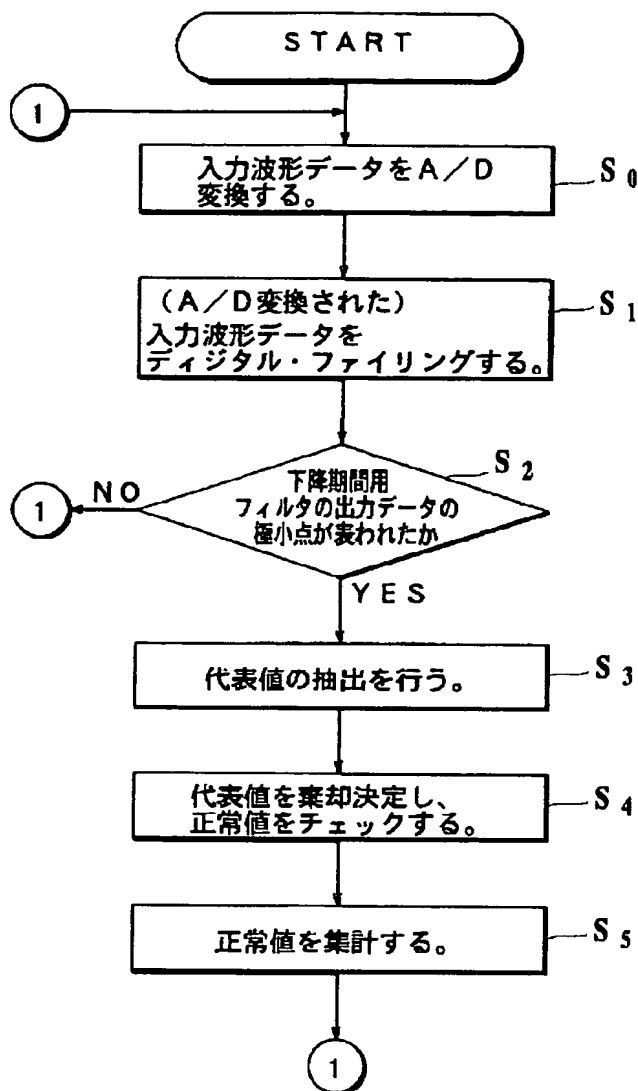 START
1
入力波形データをA／D
変換する。
S0
（A／D変換された）
入力波形データを
ディジタル・ファイリングする。
S1
下降期間用
フィルタの出力データの
極小点が表われたか
S2
NO
1
YES
代表値の抽出を行う。
S3
代表値を棄却決定し、
正常値をチェックする。
S4
正常値を集計する。
S5
1